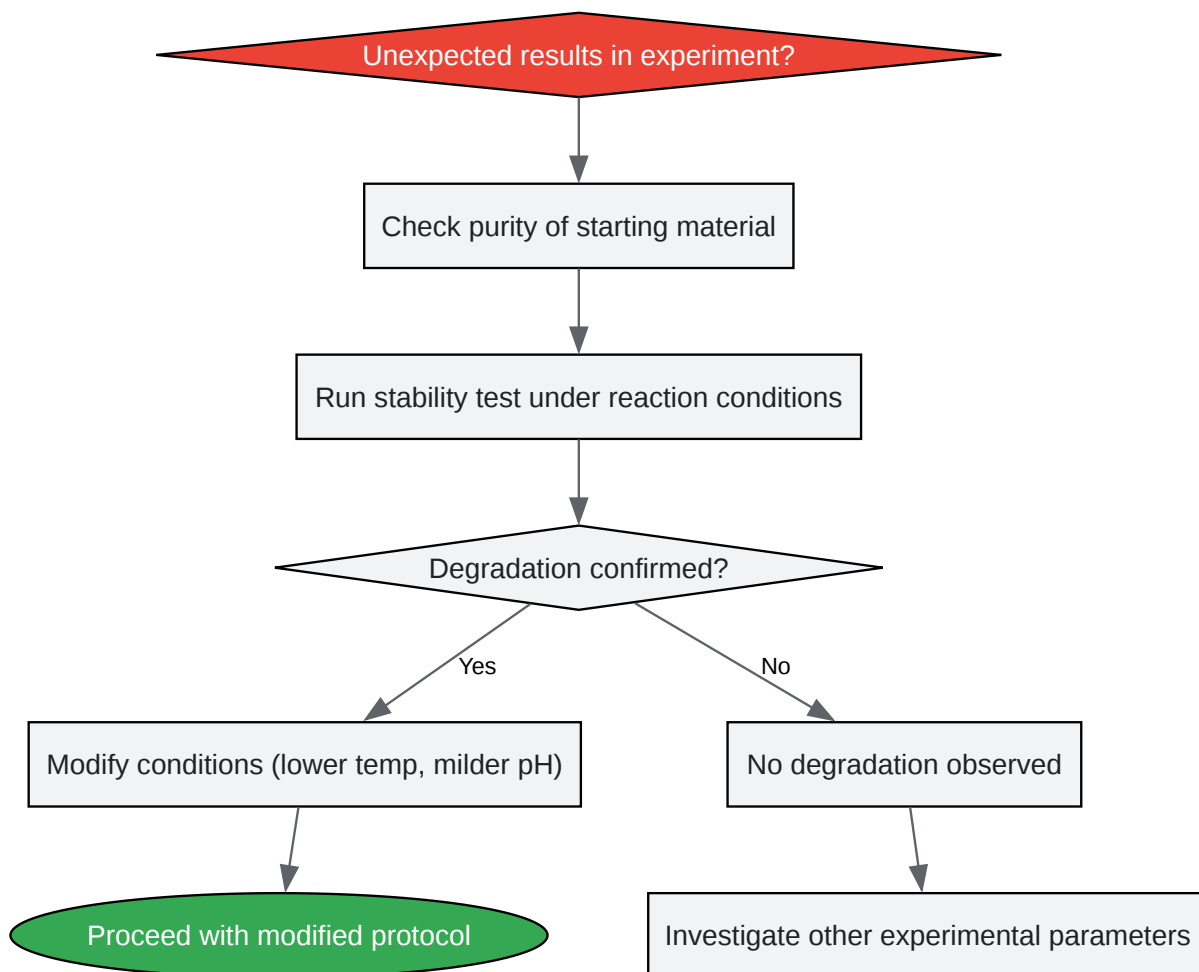 Unexpected results in experiment?
Check purity of starting material
Run stability test under reaction conditions
Degradation confirmed?
Yes
No
Modify conditions (lower temp, milder pH)
No degradation observed
Proceed with modified protocol
Investigate other experimental parameters